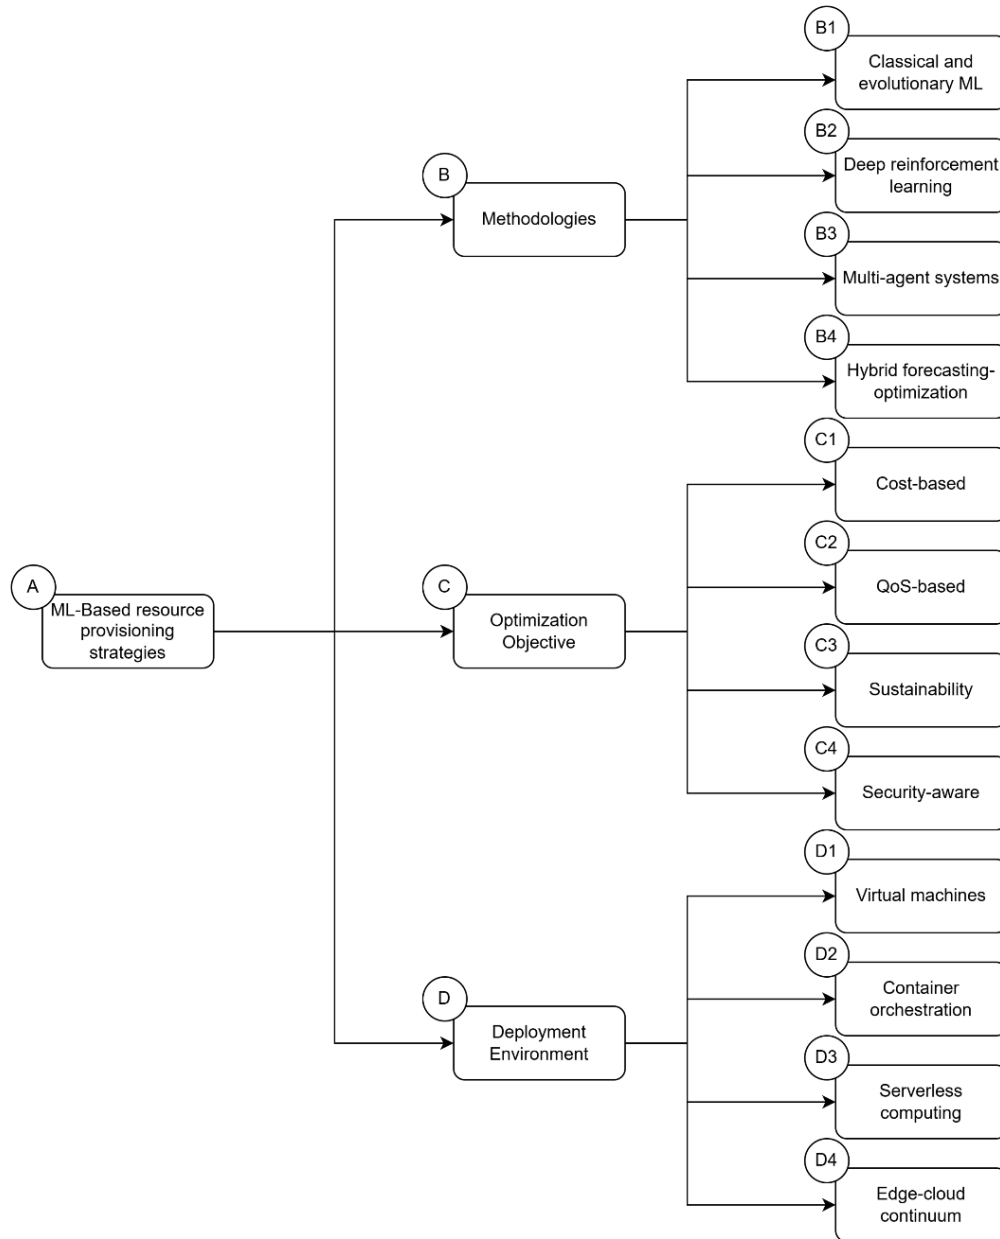 A
ML-Based resource
provisioning
strategies
B
Methodologies
B1
Classical and
evolutionary ML
B2
Deep reinforcement
learning
B3
Multi-agent systems
B4
Hybrid forecasting-
optimization
C
Optimization
Objective
C1
Cost-based
C2
QoS-based
C3
Sustainability
C4
Security-aware
D
Deployment
Environment
D1
Virtual machines
D2
Container
orchestration
D3
Serverless
computing
D4
Edge-cloud
continuum